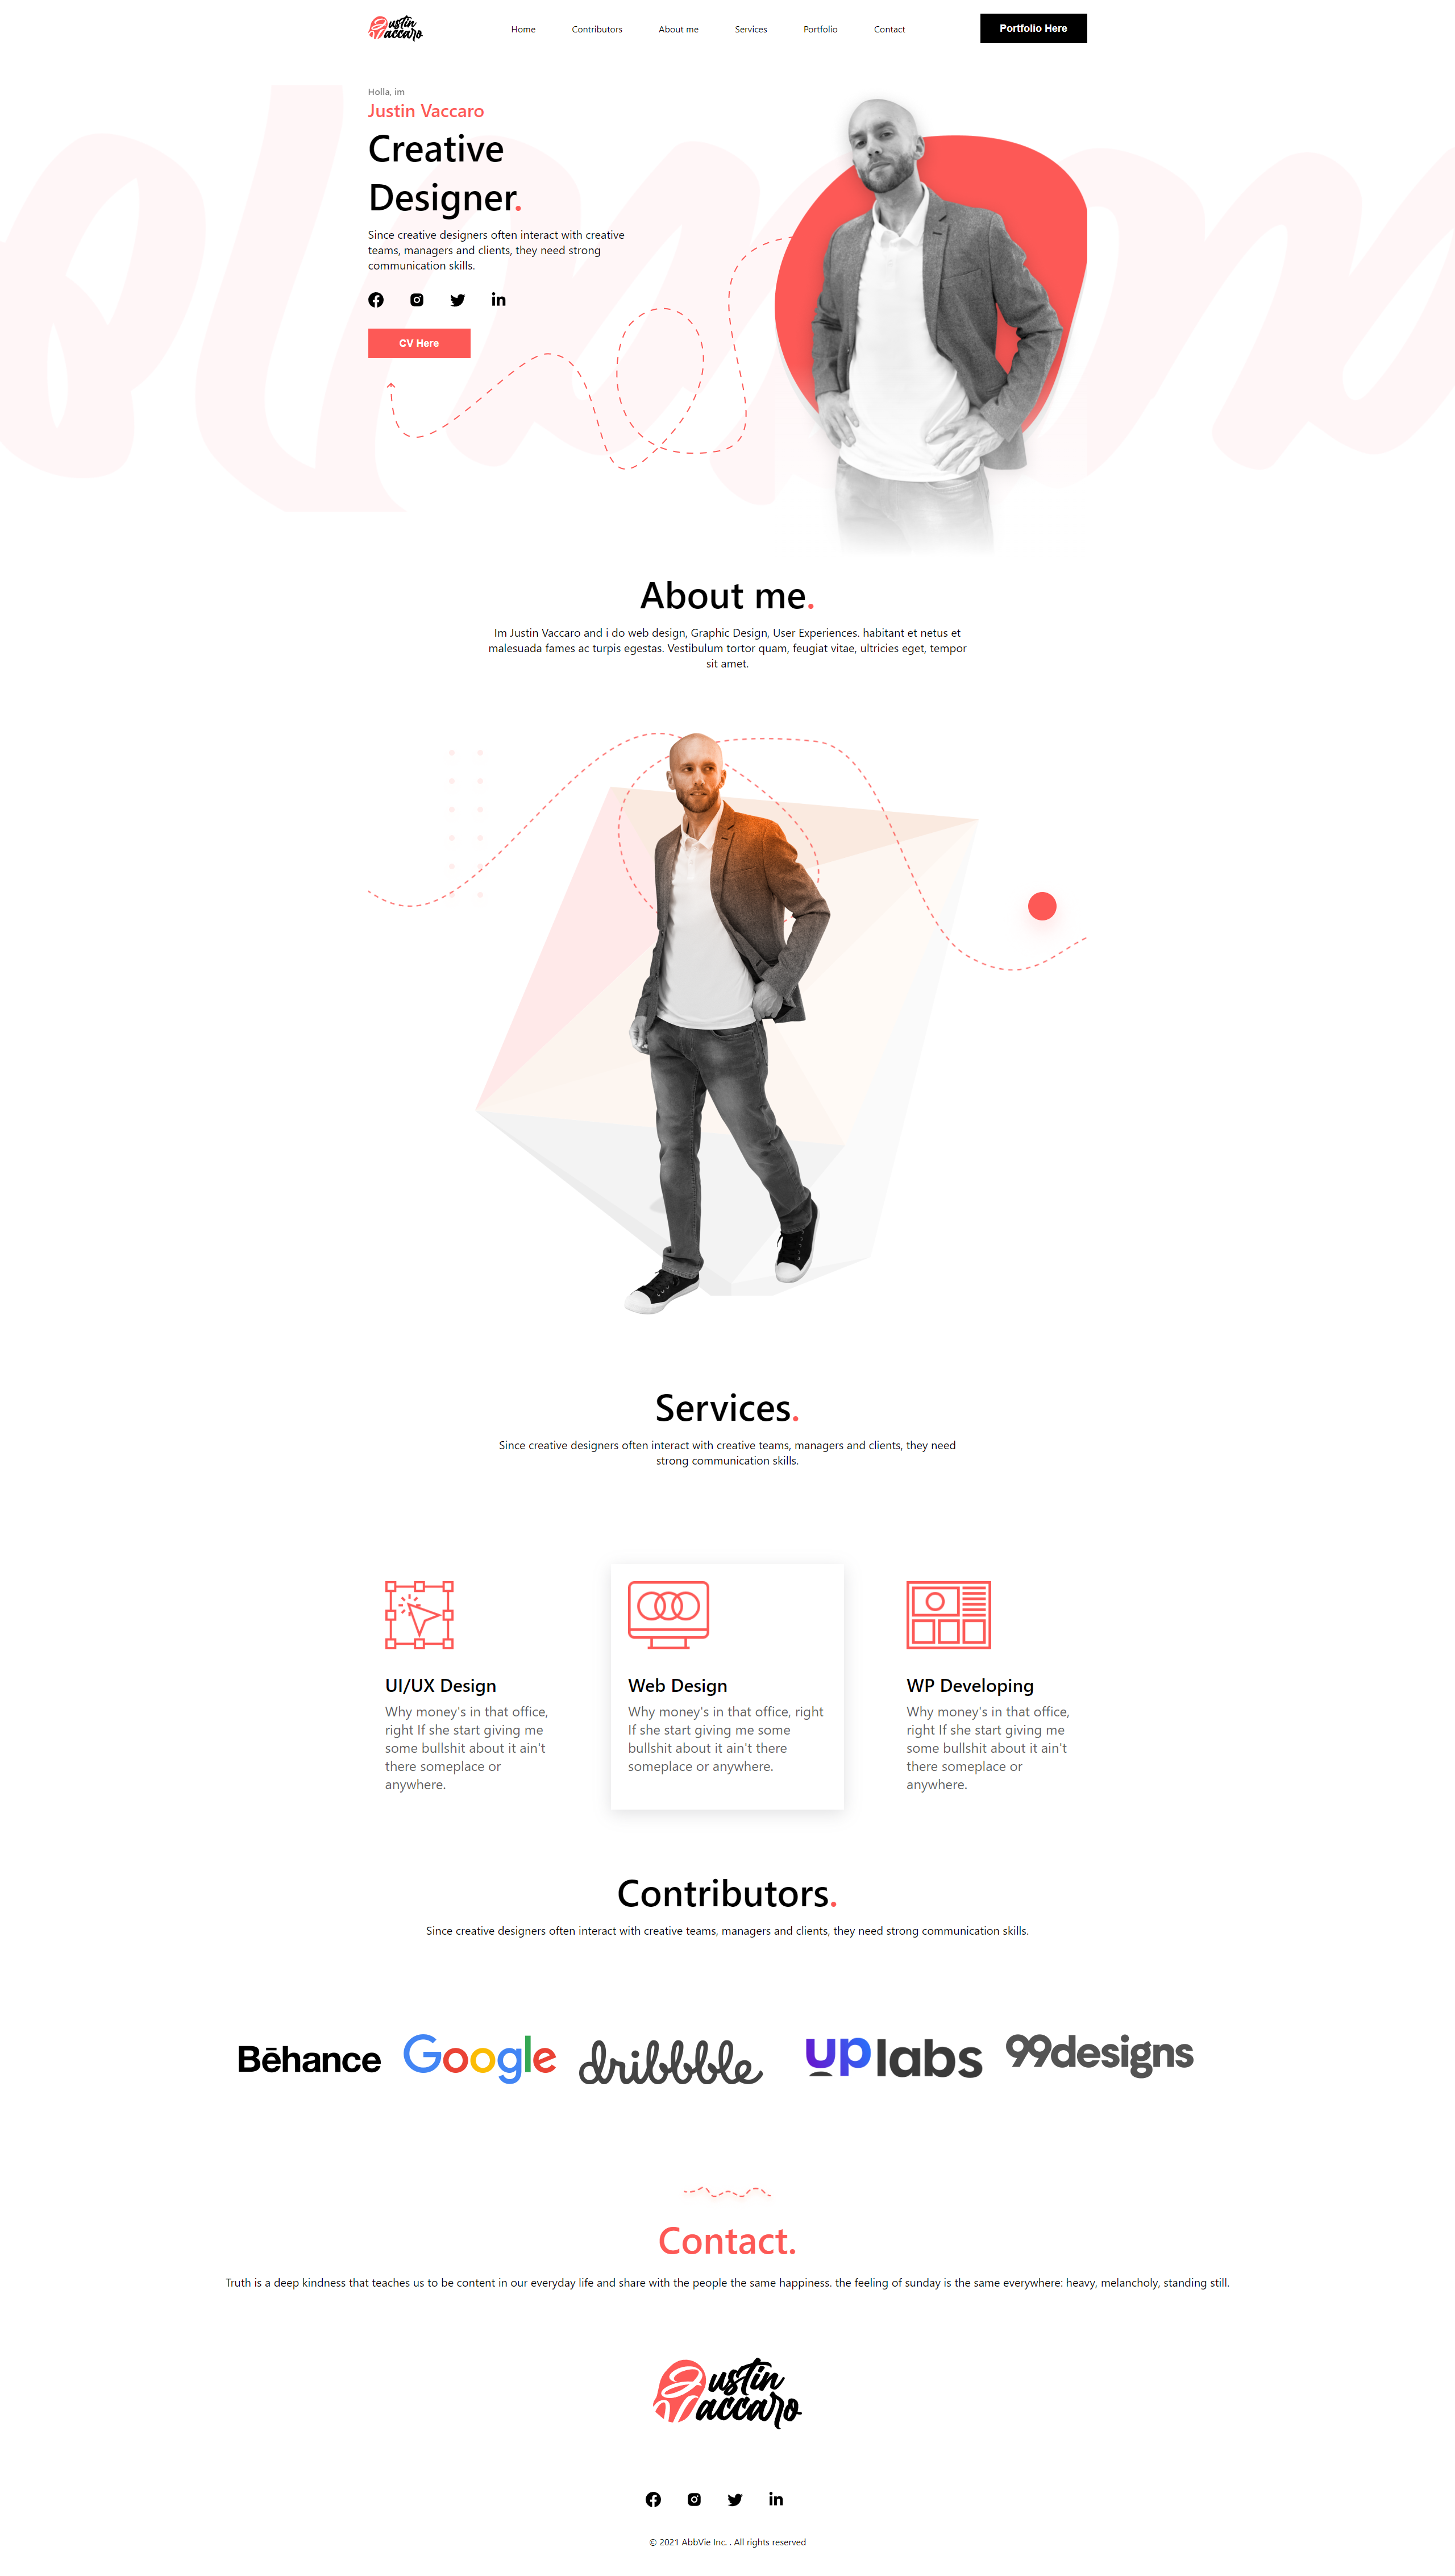 Justin
Vaccaro
Home
Contributors
About me
Services
Portfolio
Contact
Portfolio Here
Holla, im
Justin Vaccaro
Creative
Designer.
Since creative designers often interact with creative
teams, managers and clients, they need strong
communication skills.
CV Here
About me.
Im Justin Vaccaro and i do web design, Graphic Design, User Experiences. habitant et netus et
malesuada fames ac turpis egestas. Vestibulum tortor quam, feugiat vitae, ultricies eget, tempor
sit amet.
Services.
Since creative designers often interact with creative teams, managers and clients, they need
strong communication skills.
UI/UX Design
Why money's in that office,
right If she start giving me
some bullshit about it ain't
there someplace or
anywhere.
Web Design
Why money's in that office, right
If she start giving me some
bullshit about it ain't there
someplace or anywhere.
WP Developing
Why money's in that office,
right If she start giving me
some bullshit about it ain't
there someplace or
anywhere.
Contributors.
Since creative designers often interact with creative teams, managers and clients, they need strong communication skills.
Bēhance
Google
dribbble
uplabs
99designs
Contact.
Truth is a deep kindness that teaches us to be content in our everyday life and share with the people the same happiness. the feeling of sunday is the same everywhere: heavy, melancholy, standing still.
Justin
Vaccaro
© 2021 AbbVie Inc. . All rights reserved